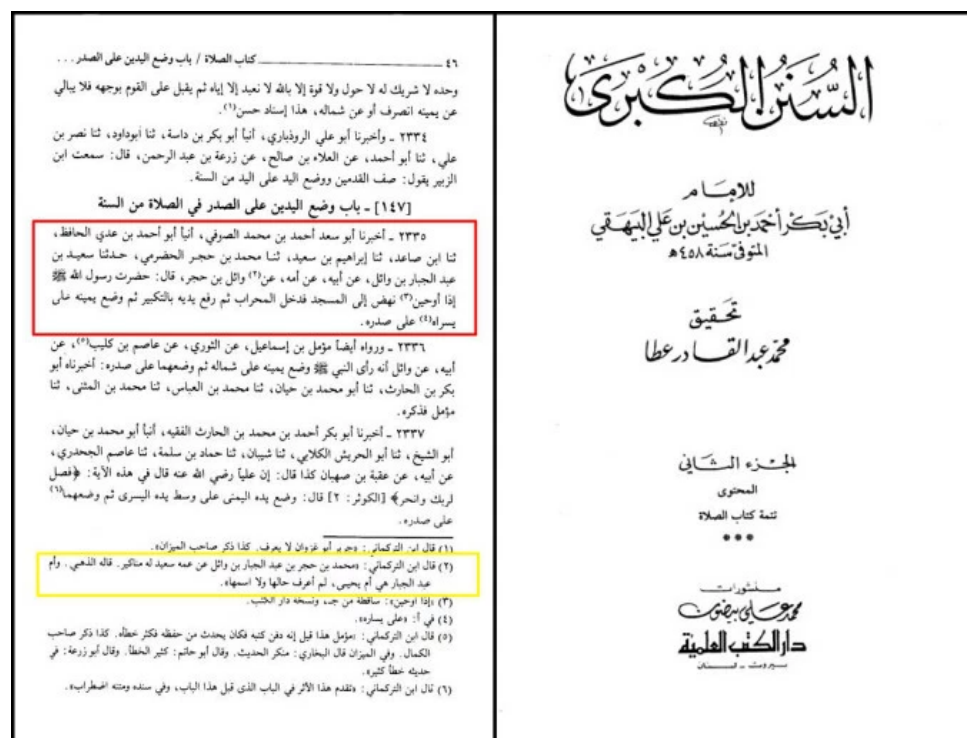 السنن الكبرى
للإمام
أبي بكر أحمد بن الحسين بن علي البيهقي
المتوفى سنة ٤٥٨ ه
تحقيق
محمد عبد القادر عطا
الجزء الثاني
المحتوى
تتمة كتاب الصلاة
منشورات
محمد علي بيضون
دار الكتب العلمية
بيروت - لبنان
٤٦ كتاب الصلاة / باب وضع اليدين على الصدر . . .
وحده لا شريك له لا حول ولا قوة إلا بالله لا نعبد إلا إياه ثم يقبل على القوم بوجهه فلا يبالي
عن يمينه انصرف أو عن شماله، هذا إسناد حسن(١).
٢٣٣٤ ـ وأخبرنا أبو علي الروذباري، أنبأ أبو بكر بن داسة، ثنا أبوداود، ثنا نصر بن
علي، ثنا أبو أحمد، عن العلاء بن صالح، عن زرعة بن عبد الرحمن، قال: سمعت ابن
الزبير يقول: صف القدمين ووضع اليد على اليد من السنة.
[١٤٧] ـ باب وضع اليدين على الصدر في الصلاة من السنة
٢٣٣٥ ـ أخبرنا أبو سعد أحمد بن محمد الصوفي، أنبأ أبو أحمد بن عدي الحافظ،
ثنا ابن صاعد، ثنا إبراهيم بن سعيد، ثنا محمد بن حجر الحضرمي، حدثنا سعيد بن
عبد الجبار بن وائل، عن أبيه، عن أمه، عن(٢) وائل بن حجر، قال: حضرت رسول الله ﷺ
إذا أوحين(٣) نهض إلى المسجد فدخل المحراب ثم رفع يديه بالتكبير ثم وضع يمينه على
يسراه(٤) على صدره.
٢٣٣٦ ـ ورواه أيضاً مؤمل بن إسماعيل، عن الثوري، عن عاصم بن كليب(٥)، عن
أبيه، عن وائل أنه رأى النبي ﷺ وضع يمينه على شماله ثم وضعهما على صدره: أخبرناه أبو
بكر بن الحارث، ثنا أبو محمد بن حيان، ثنا محمد بن العباس، ثنا محمد بن المثنى، ثنا
مؤمل فذكره.
٢٣٣٧ ـ أخبرنا أبو بكر أحمد بن محمد بن الحارث الفقيه، أنبأ أبو محمد بن حيان،
أبو الشيخ، ثنا أبو الحريش الكلابي، ثنا شيبان، ثنا حماد بن سلمة، ثنا عاصم الجحدري،
عن أبيه، عن عقبة بن صهبان كذا قال: إن علياً رضي الله عنه قال في هذه الآية: ﴿فصل
لربك وانحر﴾ [الكوثر: ٢] قال: وضع يده اليمنى على وسط يده اليسرى ثم وضعهما(٦)
على صدره.
(١) قال ابن التركماني: «جرير أبو غزوان لا يعرف. كذا ذكر صاحب الميزان».
(٢) قال ابن التركماني: «محمد بن حجر بن عبد الجبار بن وائل عن عمه سعيد له مناكير. قاله الذهبي. وأم
عبد الجبار هي أم يحيى، لم أعرف حالها ولا اسمها».
(٣) «إذا أوحين»: ساقطة من جـ، ونسخة دار الكتب.
(٤) في أ: «على يساره».
(٥) قال ابن التركماني: «مؤمل هذا قيل إنه دفن كتبه فكان يحدث من حفظه فكثر خطأه. كذا ذكر صاحب
الكمال. وفي الميزان قال البخاري: منكر الحديث. وقال أبو حاتم: كثير الخطأ. وقال أبو زرعة: في
حديثه خطأ كثير».
(٦) قال ابن التركماني: «تقدم هذا الأثر في الباب الذي قبل هذا الباب، وفي سنده ومتنه اضطراب».